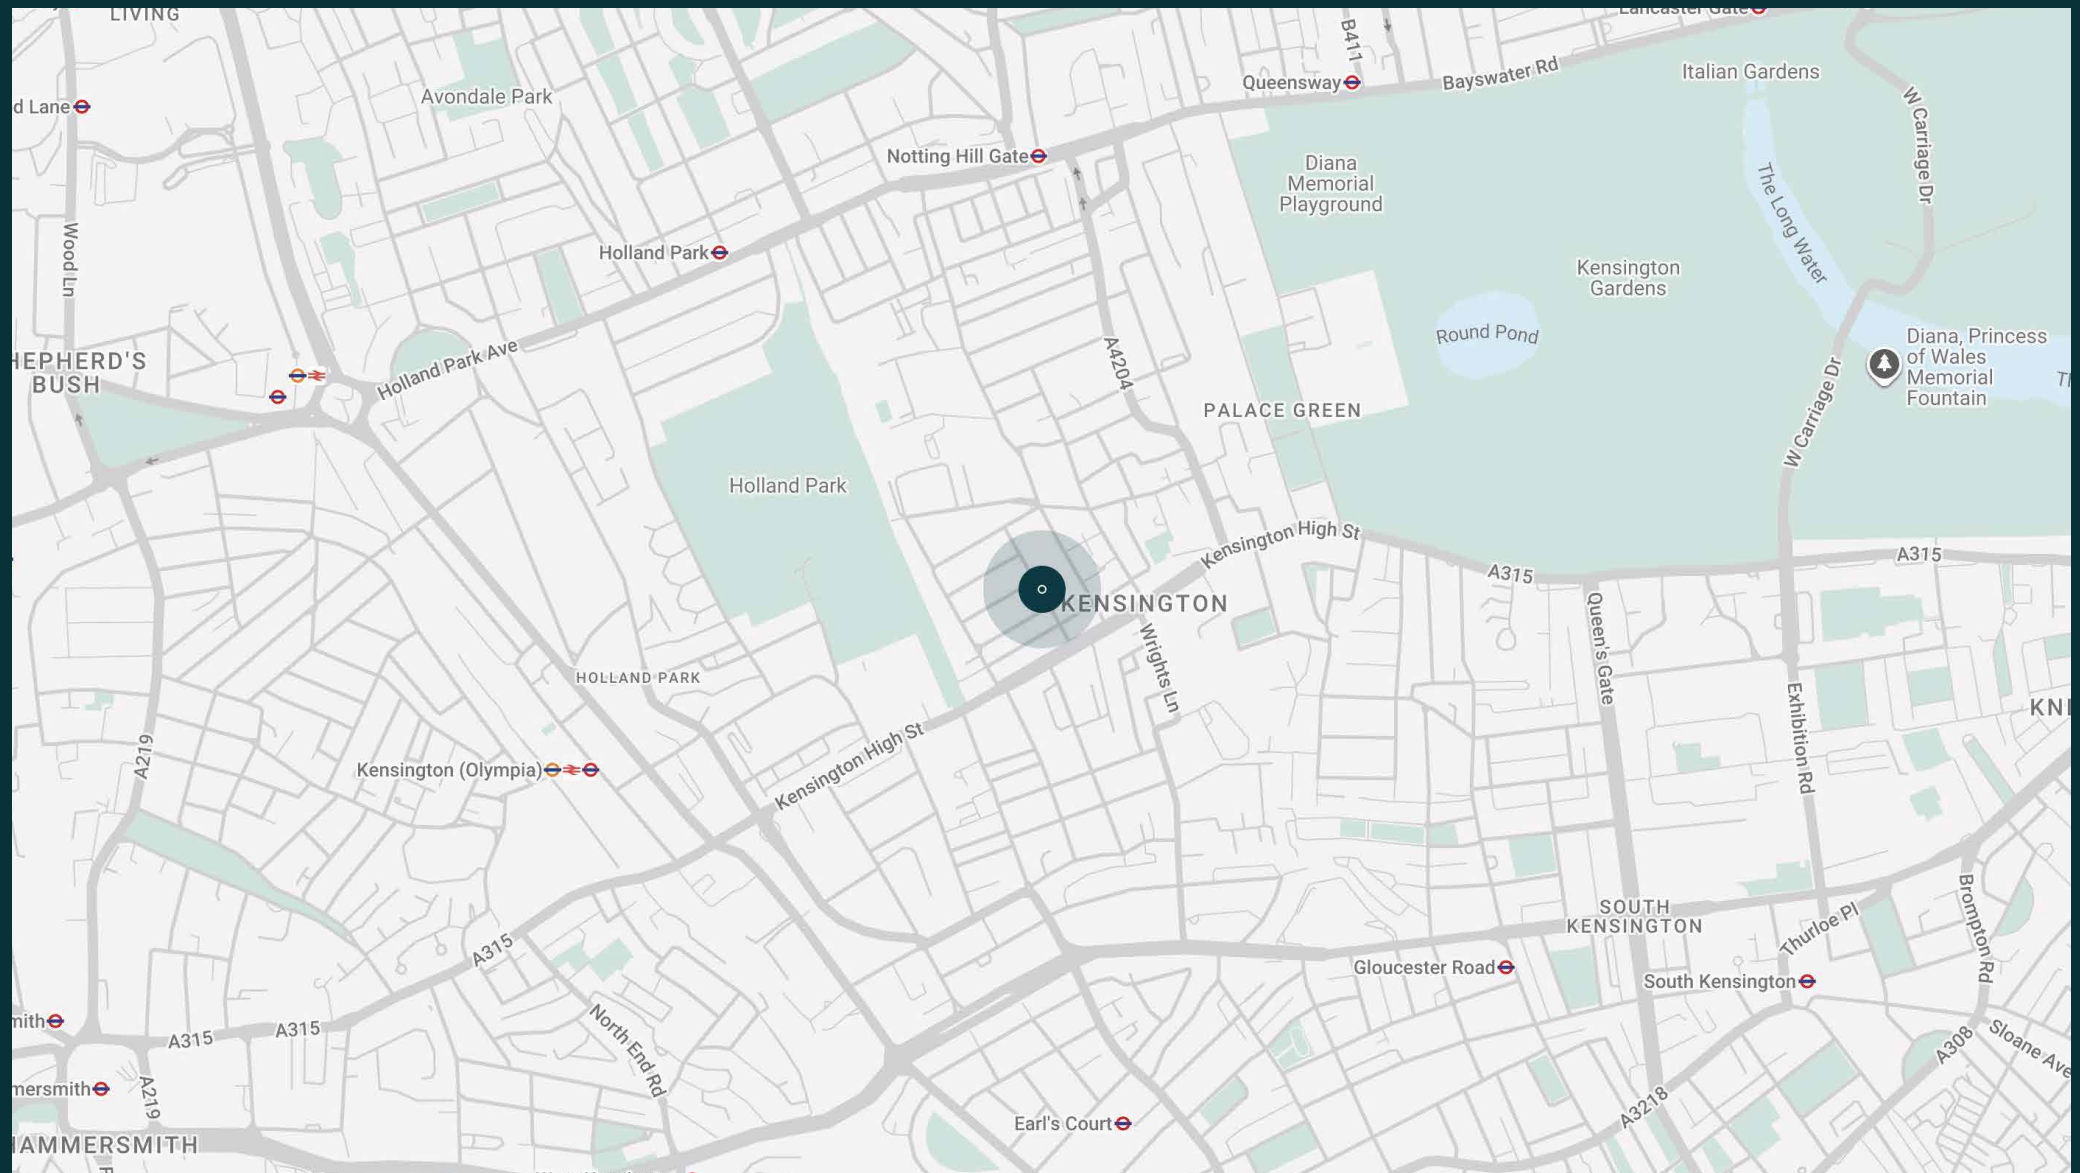 LIVING
Lancaster Gate
B411
Queensway
Bayswater Rd
Italian Gardens
W Carriage Dr
Avondale Park
d Lane
Notting Hill Gate
Diana
Memorial
Playground
The Long Water
Wood Ln
Holland Park
Kensington
Gardens
Round Pond
Diana, Princess
of Wales
Memorial
Fountain
HEPHERD'S
BUSH
Holland Park Ave
A4204
PALACE GREEN
W Carriage Dr
Holland Park
Kensington High St
A315
A315
KENSINGTON
Queen's Gate
Wrights Ln
HOLLAND PARK
Exhibition Rd
KNI
A219
Kensington High St
Kensington (Olympia)
SOUTH
KENSINGTON
Thurloe Pl
Brompton Rd
A315
Gloucester Road
South Kensington
mith
A315
A315
North End Rd
A308
Sloane Ave
mersmith
A219
A3218
Earl's Court
HAMMERSMITH